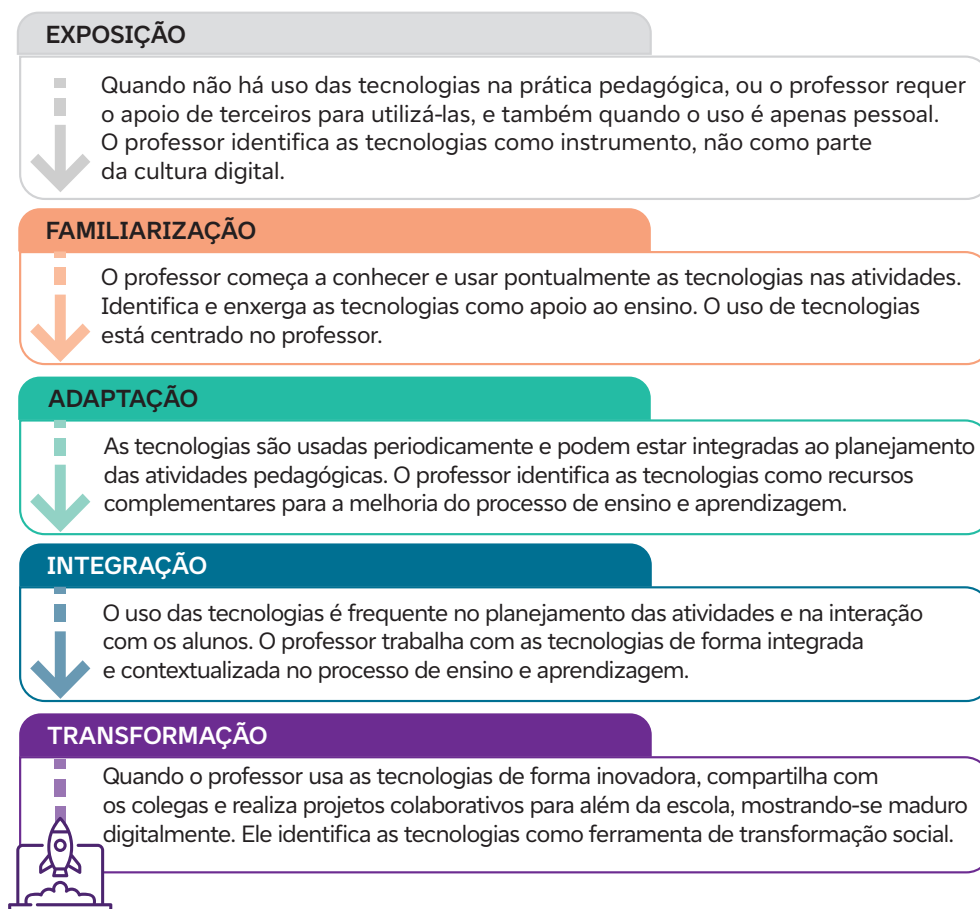 EXPOSIÇÃO
Quando não há uso das tecnologias na prática pedagógica, ou o professor requer
o apoio de terceiros para utilizá-las, e também quando o uso é apenas pessoal.
O professor identifica as tecnologias como instrumento, não como parte
da cultura digital.
FAMILIARIZAÇÃO
O professor começa a conhecer e usar pontualmente as tecnologias nas atividades.
Identifica e enxerga as tecnologias como apoio ao ensino. O uso de tecnologias
está centrado no professor.
ADAPTAÇÃO
As tecnologias são usadas periodicamente e podem estar integradas ao planejamento
das atividades pedagógicas. O professor identifica as tecnologias como recursos
complementares para a melhoria do processo de ensino e aprendizagem.
INTEGRAÇÃO
O uso das tecnologias é frequente no planejamento das atividades e na interação
com os alunos. O professor trabalha com as tecnologias de forma integrada
e contextualizada no processo de ensino e aprendizagem.
TRANSFORMAÇÃO
Quando o professor usa as tecnologias de forma inovadora, compartilha com
os colegas e realiza projetos colaborativos para além da escola, mostrando-se maduro
digitalmente. Ele identifica as tecnologias como ferramenta de transformação social.